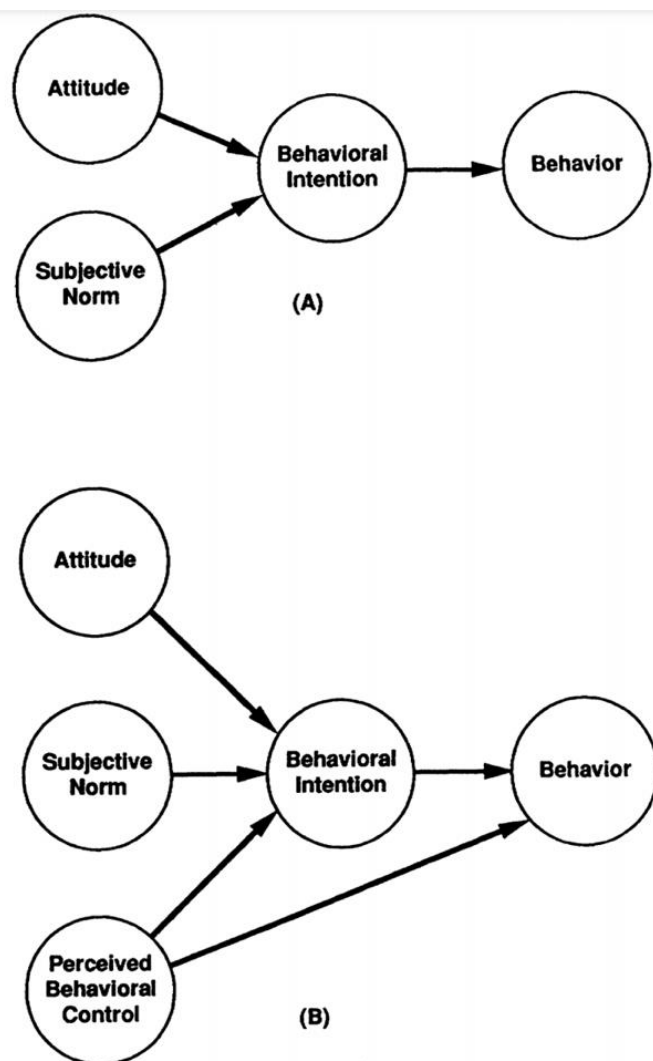 Attitude
Behavioral
Intention
Behavior
Subjective
Norm
(A)
Attitude
Subjective
Norm
Behavioral
Intention
Behavior
Perceived
Behavioral
Control
(B)